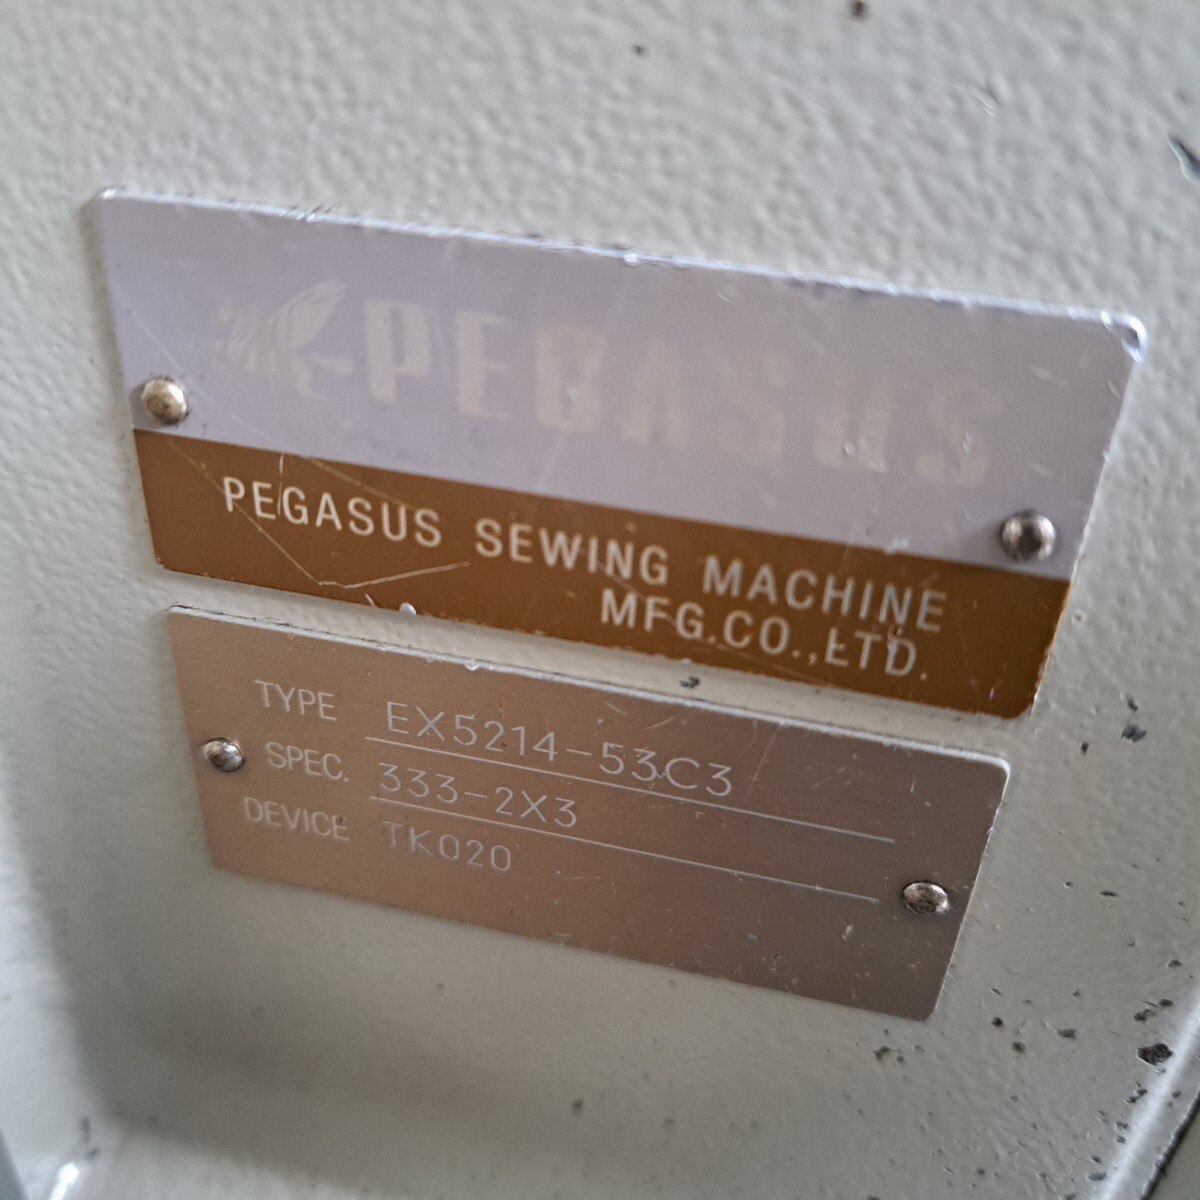 PEGASUS
PEGASUS SEWING MACHINE
MFG.CO.,LTD.
TYPE EX5214-53C3
SPEC. 333-2X3
DEVICE TK020